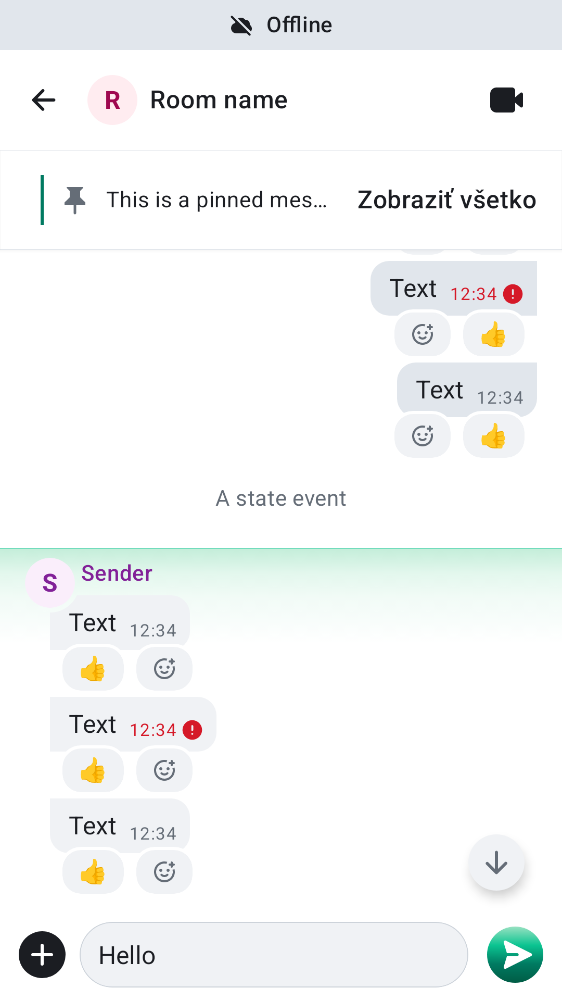 Offline
R Room name
This is a pinned mes… Zobraziť všetko
Text 12:34
Text 12:34
A state event
S Sender
Text 12:34
Text 12:34
Text 12:34
Hello